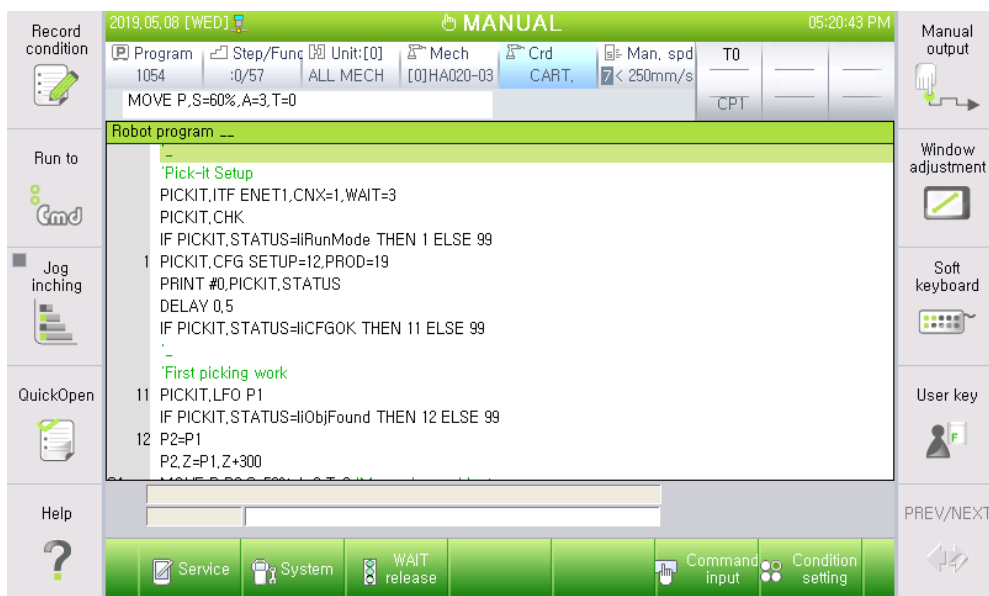 Record condition
2019.05.08 [WED]
MANUAL
05:20:43 PM
Manual output
Program
Step/Func
Unit:[0]
Mech
Crd
Man. spd
T0
1054
:0/57
ALL MECH
[0]HA020-03
CART.
7 < 250mm/s
MOVE P,S=60%,A=3,T=0
CP1
Robot program __
'_
'Pick-it Setup
PICKIT.ITF ENET1,CNX=1,WAIT=3
PICKIT.CHK
IF PICKIT.STATUS=liRunMode THEN 1 ELSE 99
1 PICKIT.CFG SETUP=12,PROD=19
PRINT #0,PICKIT.STATUS
DELAY 0.5
IF PICKIT.STATUS=liCFGOK THEN 11 ELSE 99
'_
'First picking work
11 PICKIT.LFO P1
IF PICKIT.STATUS=liObjFound THEN 12 ELSE 99
12 P2=P1
P2.Z=P1.Z+300
Run to
Cmd
Jog inching
QuickOpen
Help
Window adjustment
Soft keyboard
User key
F
PREV/NEXT
Service
System
WAIT release
Command input
Condition setting